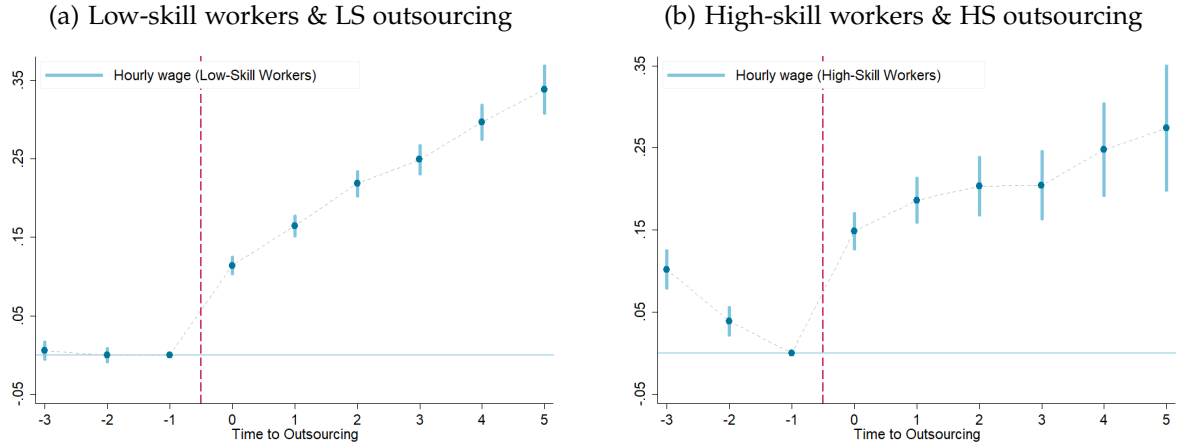 (a) Low-skill workers & LS outsourcing
Hourly wage (Low-Skill Workers)
.35
.25
.15
.05
-.05
-3 -2 -1 0 1 2 3 4 5
Time to Outsourcing
(b) High-skill workers & HS outsourcing
Hourly wage (High-Skill Workers)
.35
.25
.15
.05
-.05
-3 -2 -1 0 1 2 3 4 5
Time to Outsourcing